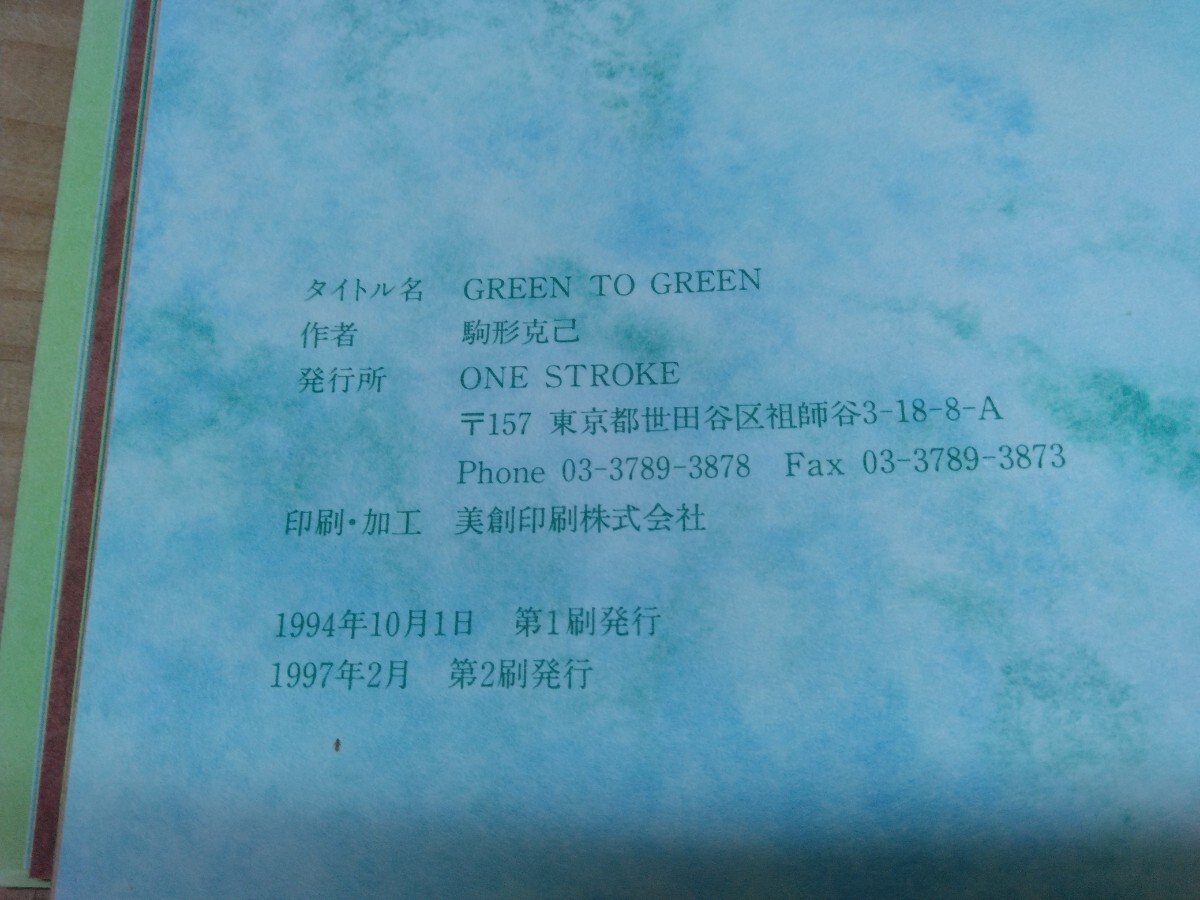 タイトル名 GREEN TO GREEN
作者 駒形克己
発行所 ONE STROKE
〒157 東京都世田谷区祖師谷3-18-8-A
Phone 03-3789-3878 Fax 03-3789-3873
印刷・加工 美創印刷株式会社
1994年10月1日 第1刷発行
1997年2月 第2刷発行